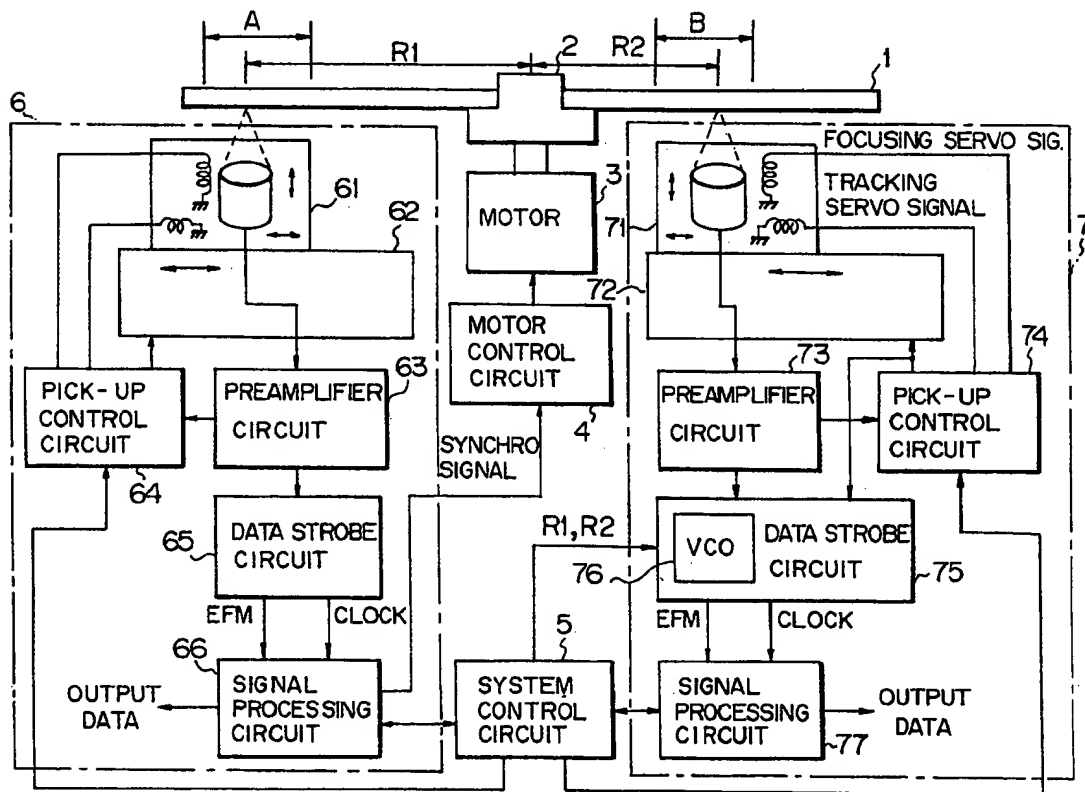 A
B
R1
R2
2
1
6
FOCUSING SERVO SIG.
61
3
TRACKING
SERVO SIGNAL
MOTOR
71
62
7
72
MOTOR
CONTROL
CIRCUIT
73
74
PICK-UP
CONTROL
CIRCUIT
PREAMPLIFIER
CIRCUIT
63
PREAMPLIFIER
CIRCUIT
PICK-UP
CONTROL
CIRCUIT
4
SYNCHRO
SIGNAL
64
65
DATA STROBE
CIRCUIT
R1,R2
VCO
DATA STROBE
CIRCUIT
76
75
EFM
CLOCK
EFM
CLOCK
66
5
OUTPUT
DATA
SIGNAL
PROCESSING
CIRCUIT
SYSTEM
CONTROL
CIRCUIT
SIGNAL
PROCESSING
CIRCUIT
OUTPUT
DATA
77